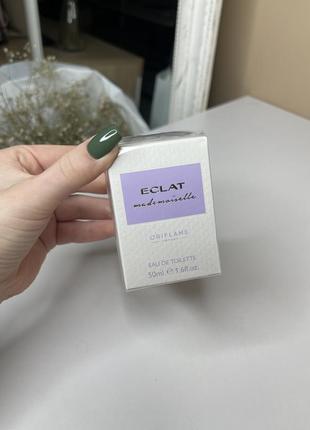 ECLAT
mademoiselle
ORIFLAME
EAU DE TOILETTE
50ml ℮ 1.6fl.oz.